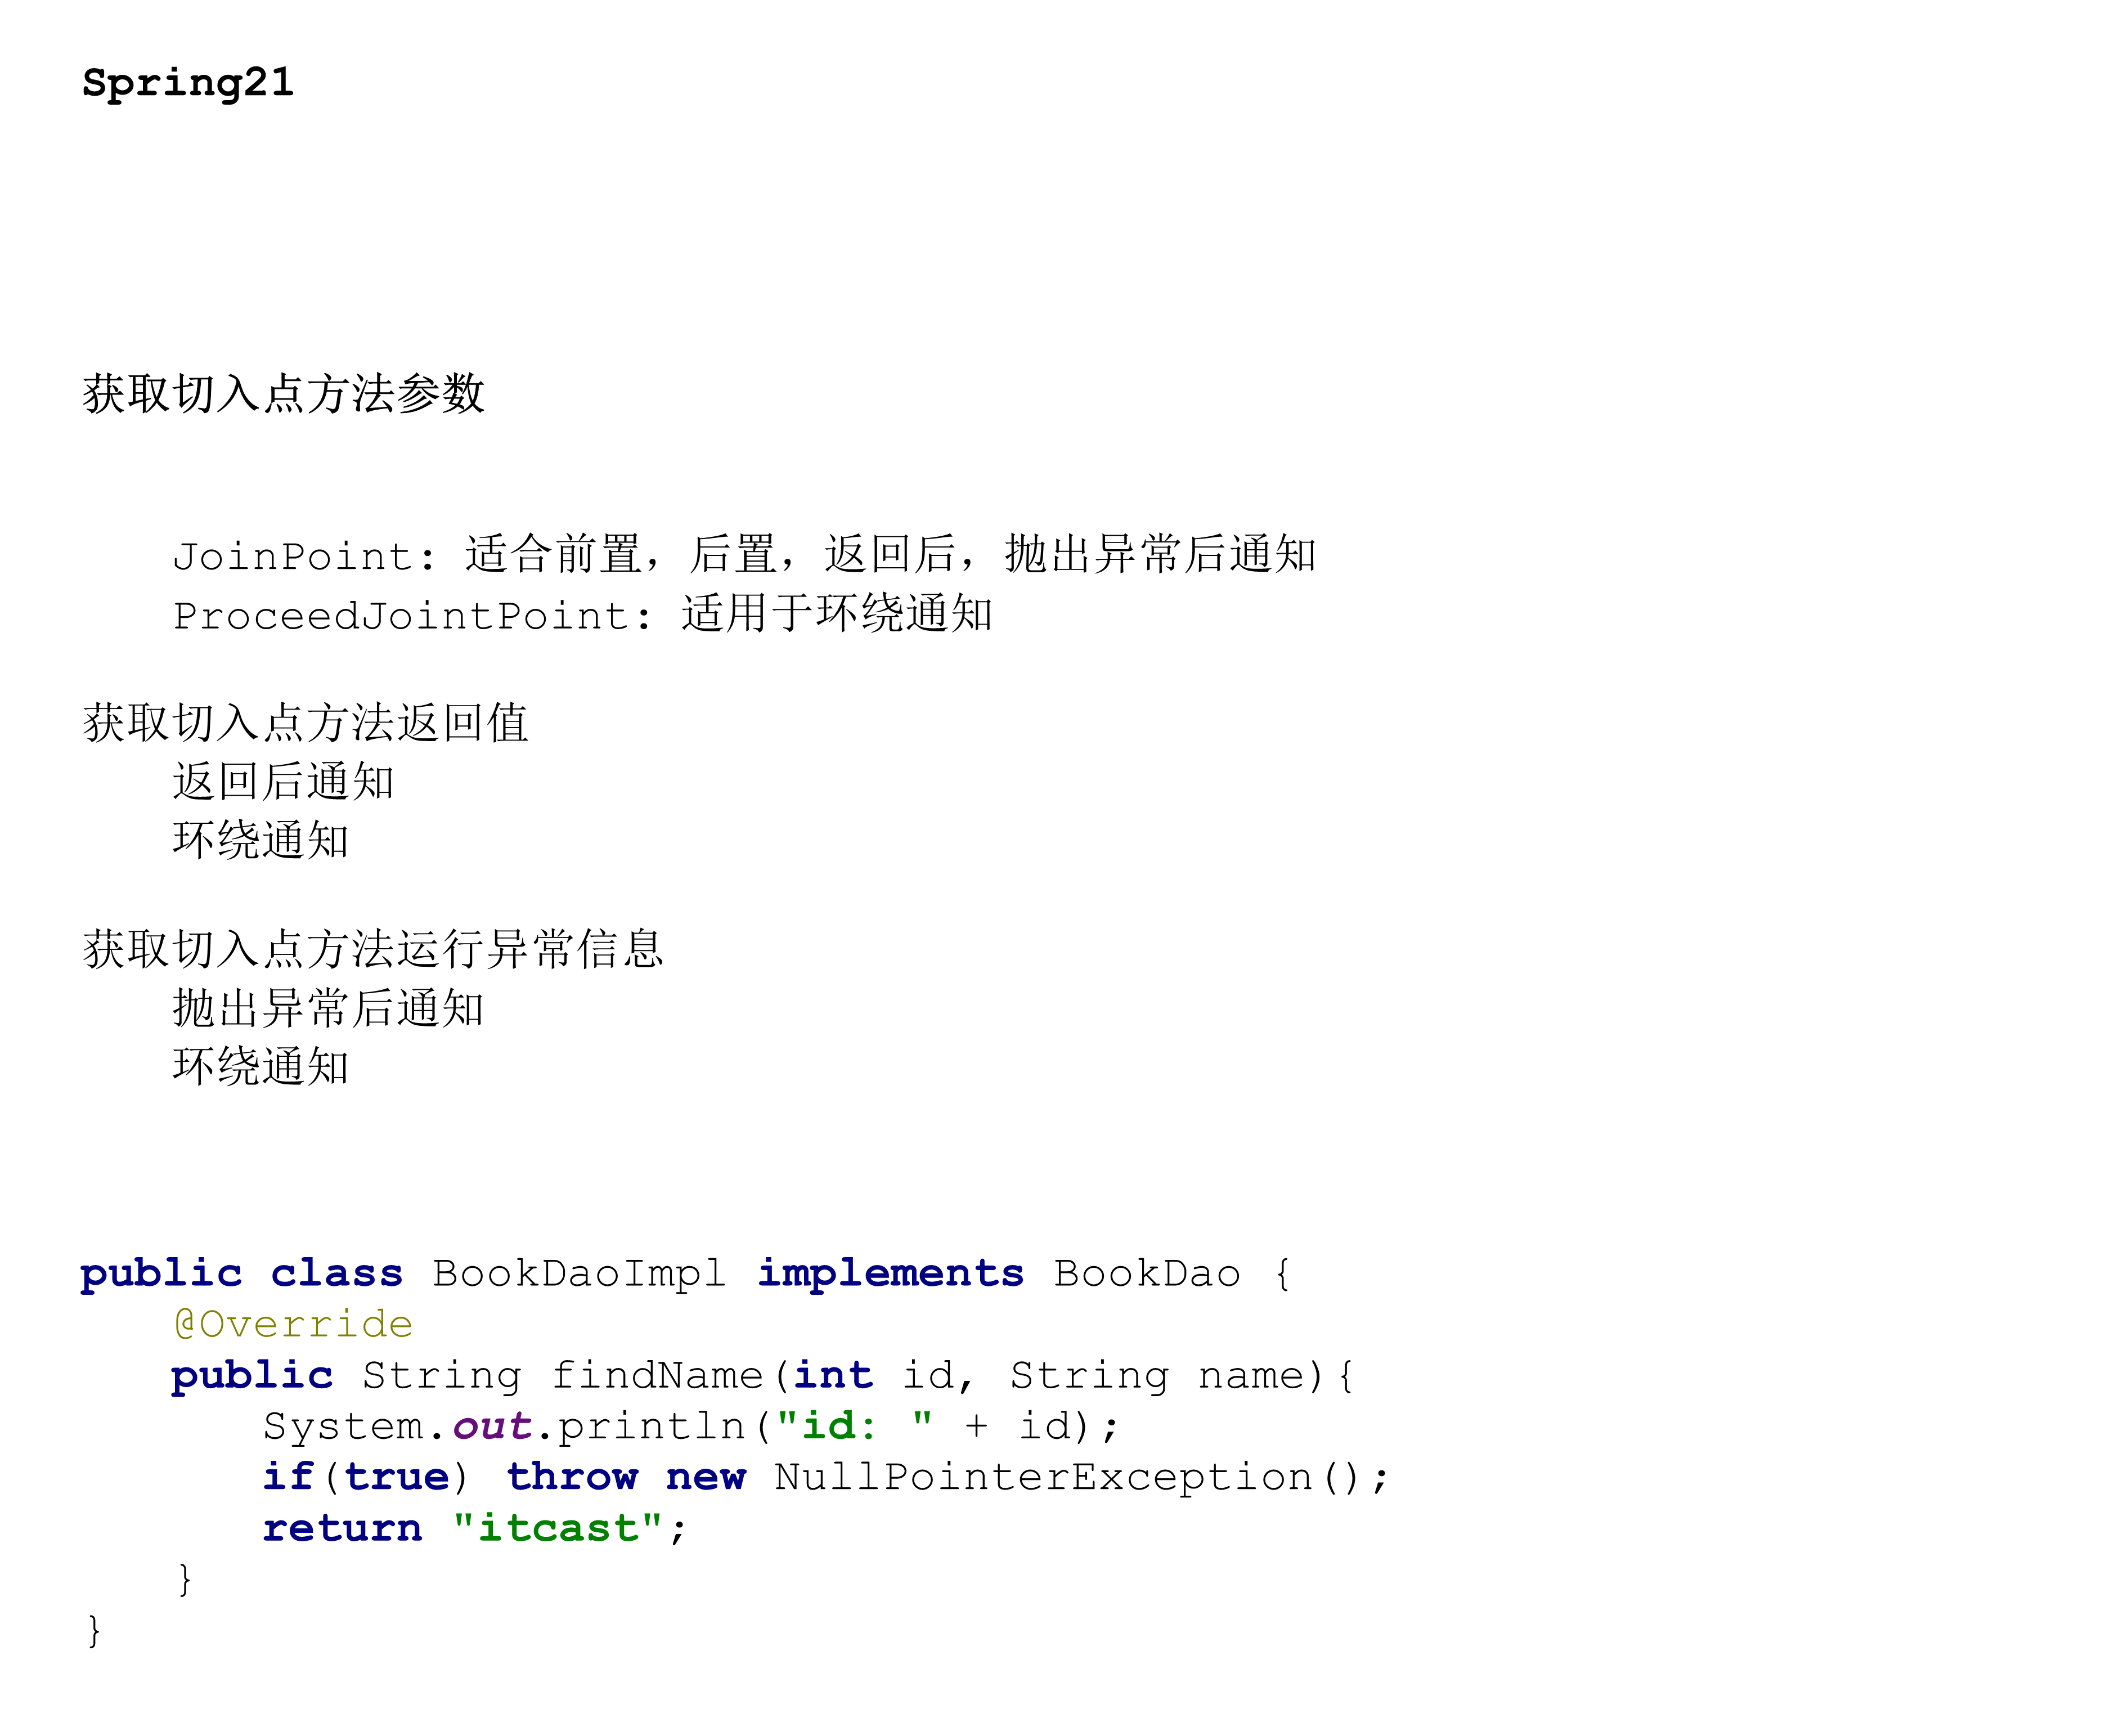 Spring21
获取切入点方法参数
JoinPoint: 适合前置，后置，返回后，抛出异常后通知
ProceedJointPoint: 适用于环绕通知
获取切入点方法返回值
返回后通知
环绕通知
获取切入点方法运行异常信息
抛出异常后通知
环绕通知
public class BookDaoImpl implements BookDao {
@Override
public String findName(int id, String name){
System.out.println("id: " + id);
if(true) throw new NullPointerException();
return "itcast";
}
}